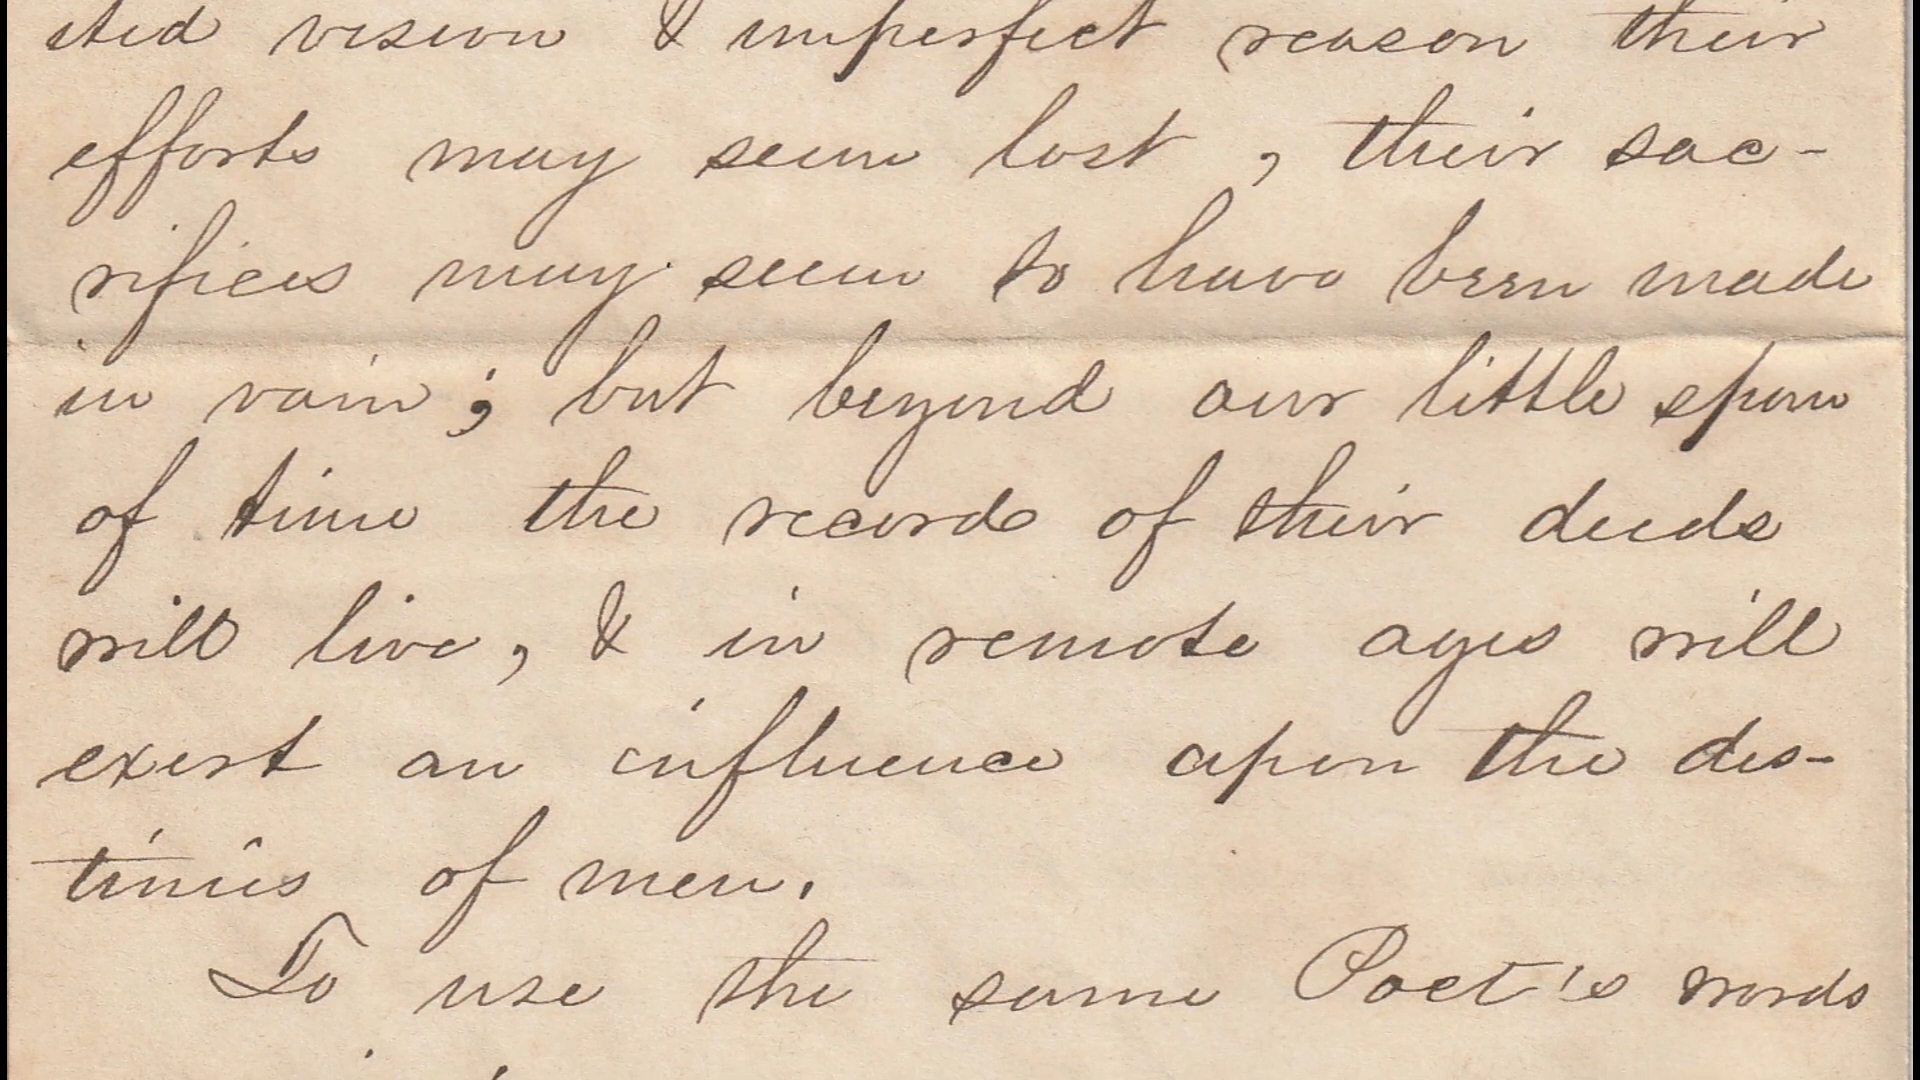 ited vision & imperfect reason their
efforts may seem lost, their sac-
rifices may seem to have been made
in vain; but beyond our little span
of time the records of their deeds
will live, & in remote ages will
exert an influence upon the des-
tinies of men.
To use the same Poet's words